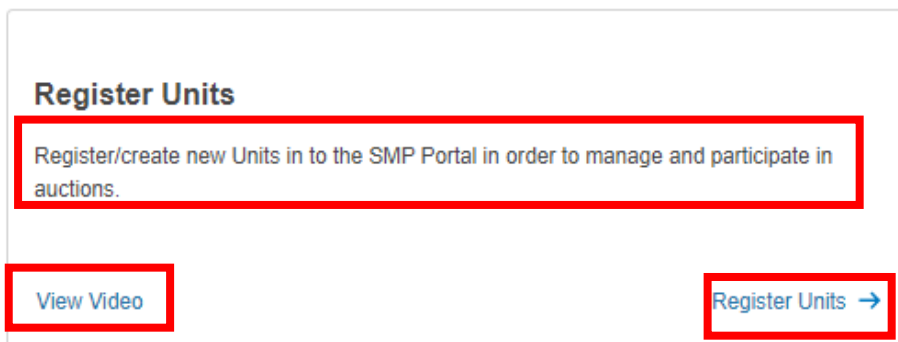 Register Units
Register/create new Units in to the SMP Portal in order to manage and participate in
auctions.
View Video
Register Units →